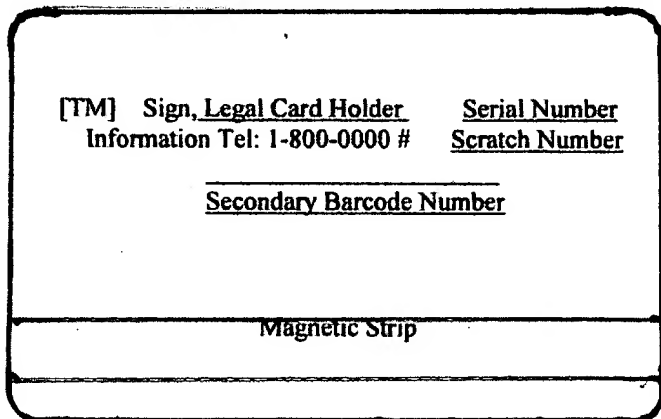 [TM] Sign, Legal Card Holder Serial Number
Information Tel: 1-800-0000 # Scratch Number
Secondary Barcode Number
Magnetic Strip